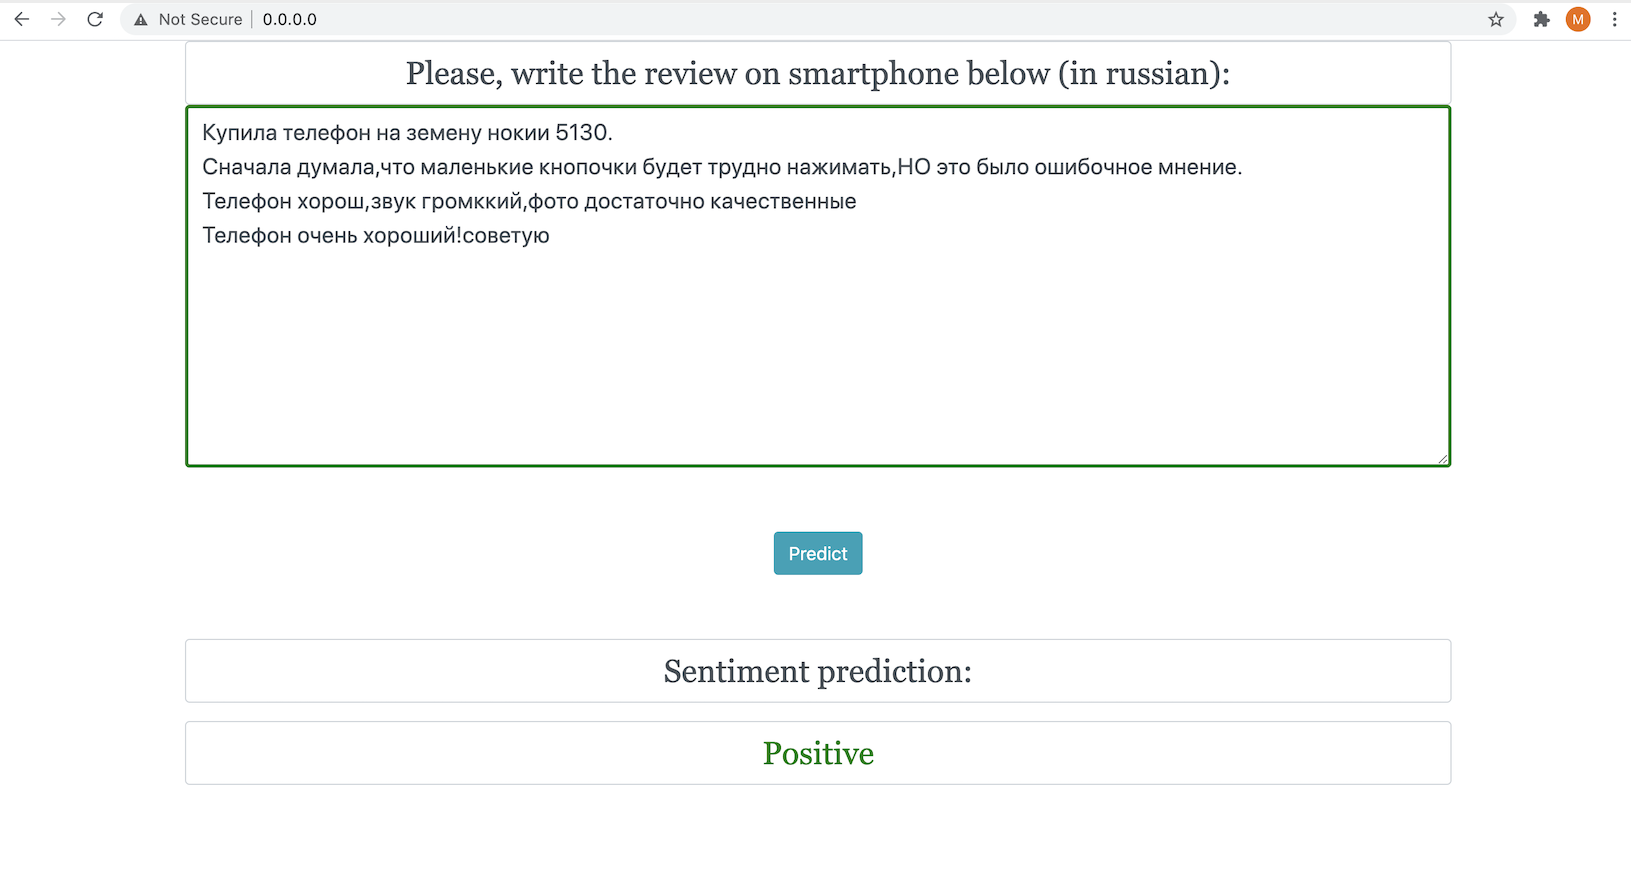 Not Secure 0.0.0.0 M
Please, write the review on smartphone below (in russian):
Купила телефон на земену нокии 5130.
Сначала думала,что маленькие кнопочки будет трудно нажимать,НО это было ошибочное мнение.
Телефон хорош,звук громккий,фото достаточно качественные
Телефон очень хороший!советую
Predict
Sentiment prediction:
Positive